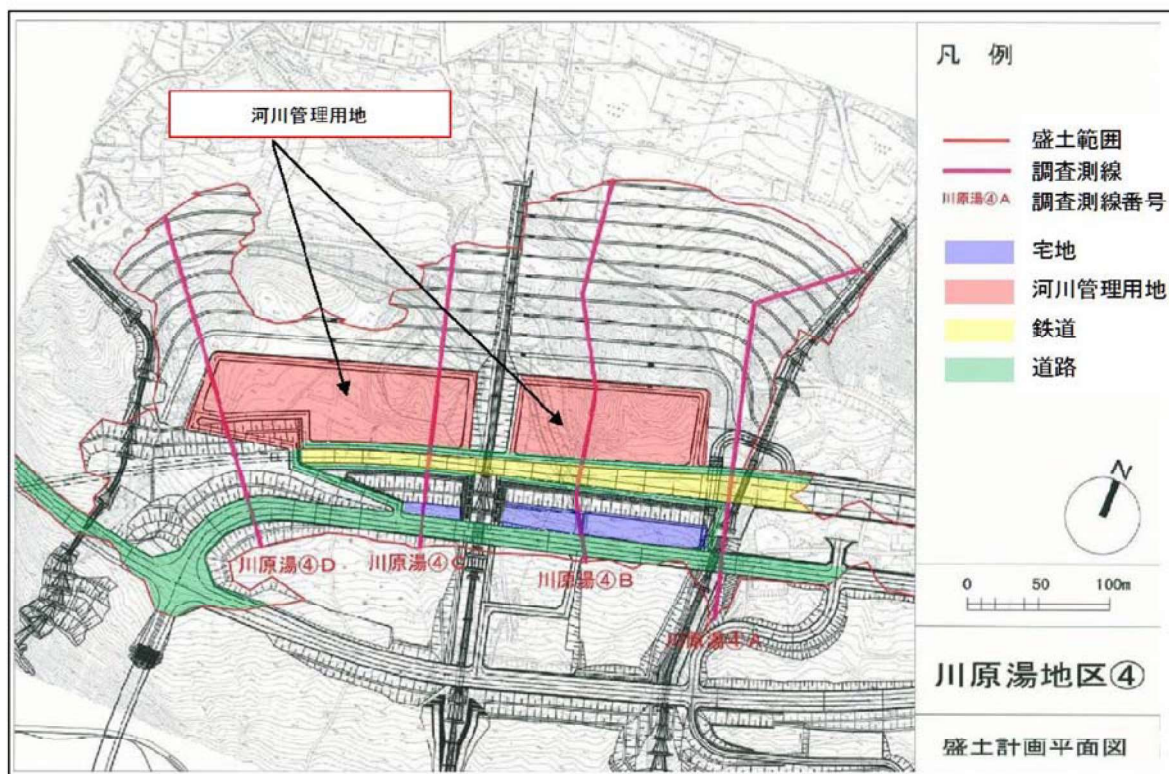 河川管理用地
凡 例
盛土範囲
調査測線
川原湯④A 調査測線番号
宅地
河川管理用地
鉄道
道路
N
0 50 100m
川原湯地区④
盛土計画平面図
川原湯④D
川原湯④C
川原湯④B
川原湯④A